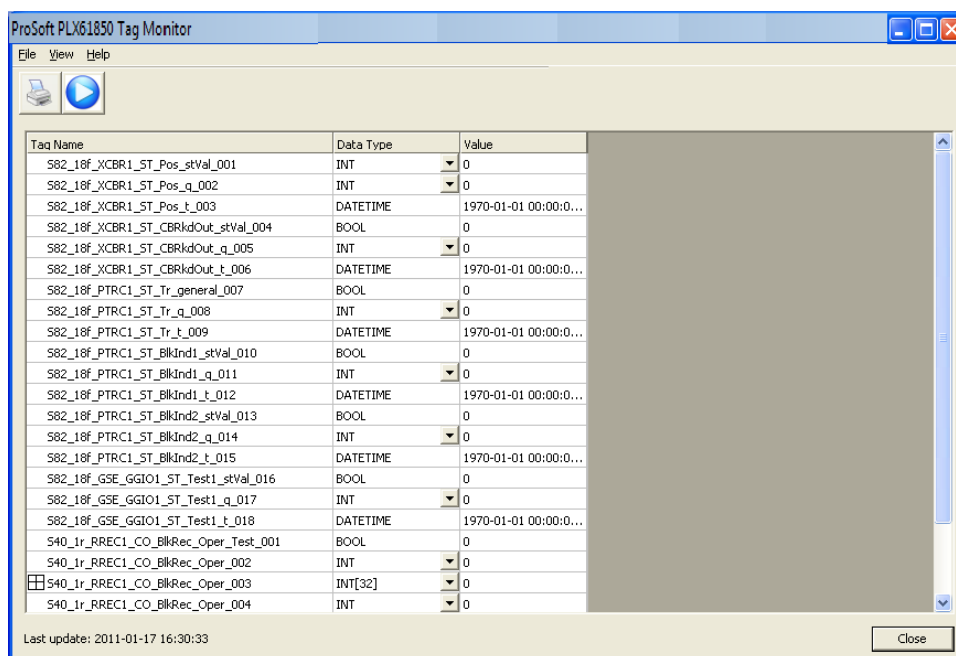 ProSoft PLX61850 Tag Monitor
File View Help
Tag Name Data Type Value
S82_18f_XCBR1_ST_Pos_stVal_001 INT 0
S82_18f_XCBR1_ST_Pos_q_002 INT 0
S82_18f_XCBR1_ST_Pos_t_003 DATETIME 1970-01-01 00:00:0...
S82_18f_XCBR1_ST_CBRkdOut_stVal_004 BOOL 0
S82_18f_XCBR1_ST_CBRkdOut_q_005 INT 0
S82_18f_XCBR1_ST_CBRkdOut_t_006 DATETIME 1970-01-01 00:00:0...
S82_18f_PTRC1_ST_Tr_general_007 BOOL 0
S82_18f_PTRC1_ST_Tr_q_008 INT 0
S82_18f_PTRC1_ST_Tr_t_009 DATETIME 1970-01-01 00:00:0...
S82_18f_PTRC1_ST_BlkInd1_stVal_010 BOOL 0
S82_18f_PTRC1_ST_BlkInd1_q_011 INT 0
S82_18f_PTRC1_ST_BlkInd1_t_012 DATETIME 1970-01-01 00:00:0...
S82_18f_PTRC1_ST_BlkInd2_stVal_013 BOOL 0
S82_18f_PTRC1_ST_BlkInd2_q_014 INT 0
S82_18f_PTRC1_ST_BlkInd2_t_015 DATETIME 1970-01-01 00:00:0...
S82_18f_GSE_GGIO1_ST_Test1_stVal_016 BOOL 0
S82_18f_GSE_GGIO1_ST_Test1_q_017 INT 0
S82_18f_GSE_GGIO1_ST_Test1_t_018 DATETIME 1970-01-01 00:00:0...
S40_1r_RREC1_CO_BlkRec_Oper_Test_001 BOOL 0
S40_1r_RREC1_CO_BlkRec_Oper_002 INT 0
S40_1r_RREC1_CO_BlkRec_Oper_003 INT[32] 0
S40_1r_RREC1_CO_BlkRec_Oper_004 INT 0
Last update: 2011-01-17 16:30:33
Close